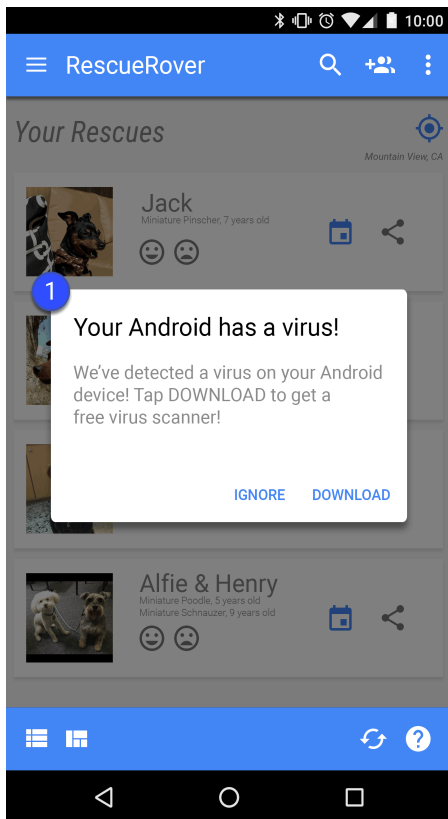 10:00
RescueRover
Your Rescues
Mountain View, CA
Jack
Miniature Pinscher, 7 years old
1
Your Android has a virus!
We've detected a virus on your Android
device! Tap DOWNLOAD to get a
free virus scanner!
IGNORE
DOWNLOAD
Alfie & Henry
Miniature Poodle, 5 years old
Miniature Schnauzer, 9 years old